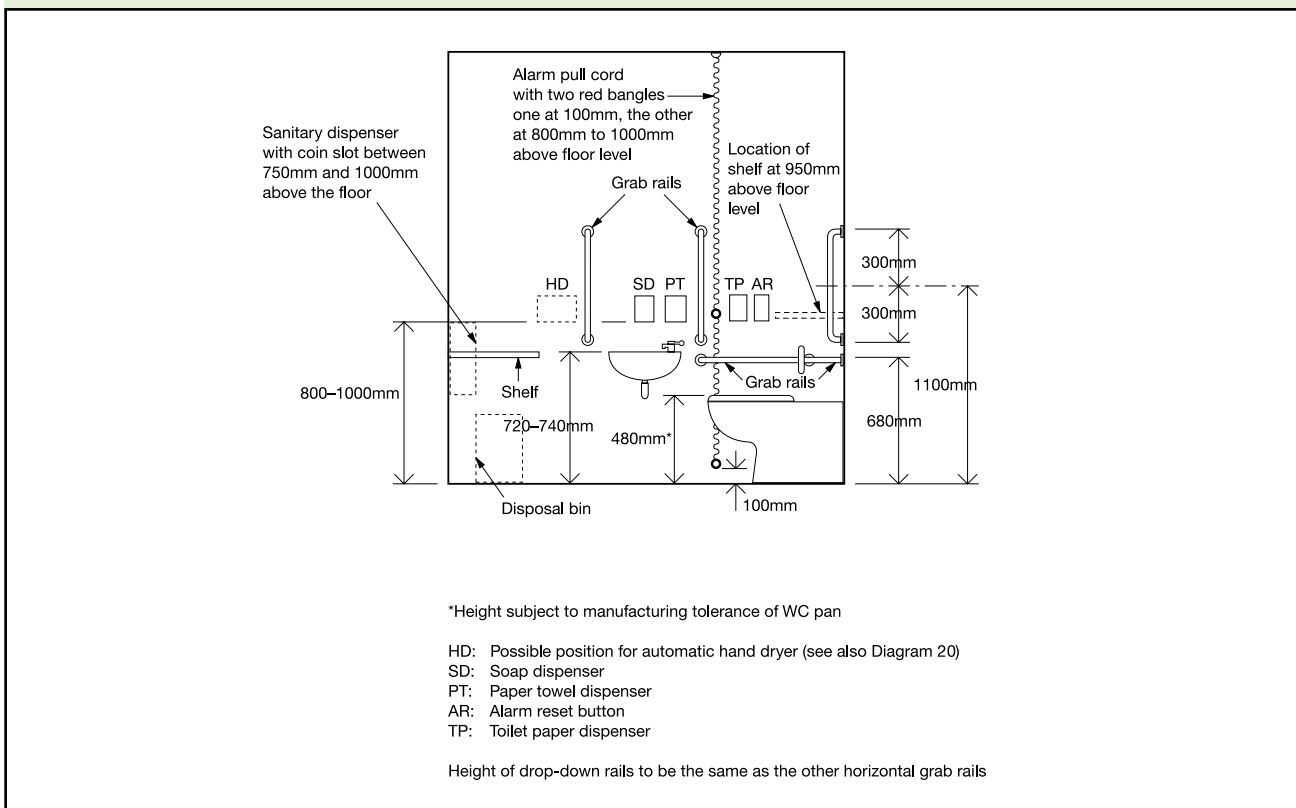 Alarm pull cord
with two red bangles
one at 100mm, the other
at 800mm to 1000mm
above floor level
Sanitary dispenser
with coin slot between
750mm and 1000mm
above the floor
Location of
shelf at 950mm
above floor
level
Grab rails
300mm
HD
SD
PT
TP
AR
300mm
Grab rails
800–1000mm
Shelf
1100mm
720–740mm
480mm*
680mm
Disposal bin
100mm
*Height subject to manufacturing tolerance of WC pan
HD: Possible position for automatic hand dryer (see also Diagram 20)
SD: Soap dispenser
PT: Paper towel dispenser
AR: Alarm reset button
TP: Toilet paper dispenser
Height of drop-down rails to be the same as the other horizontal grab rails